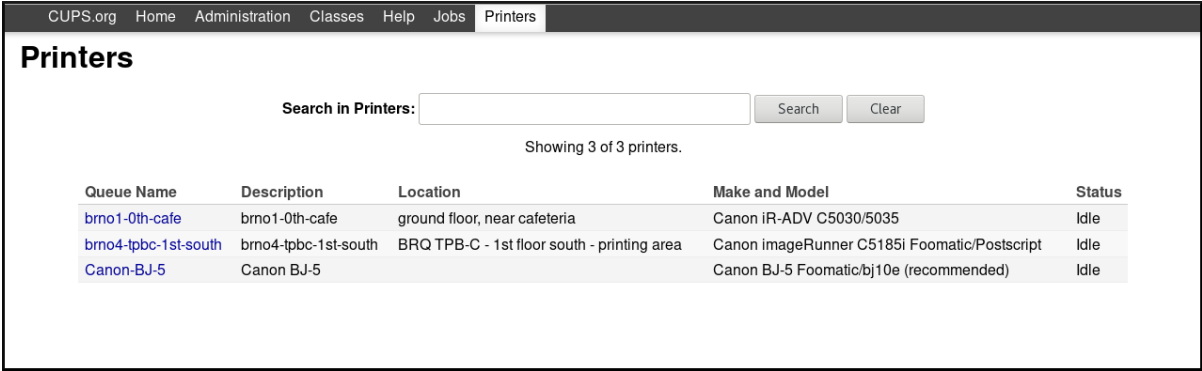 CUPS.org Home Administration Classes Help Jobs Printers
Printers
Search in Printers: Search Clear
Showing 3 of 3 printers.
Queue Name Description Location Make and Model Status
brno1-0th-cafe brno1-0th-cafe ground floor, near cafeteria Canon iR-ADV C5030/5035 Idle
brno4-tpbc-1st-south brno4-tpbc-1st-south BRQ TPB-C - 1st floor south - printing area Canon imageRunner C5185i Foomatic/Postscript Idle
Canon-BJ-5 Canon BJ-5 Canon BJ-5 Foomatic/bj10e (recommended) Idle